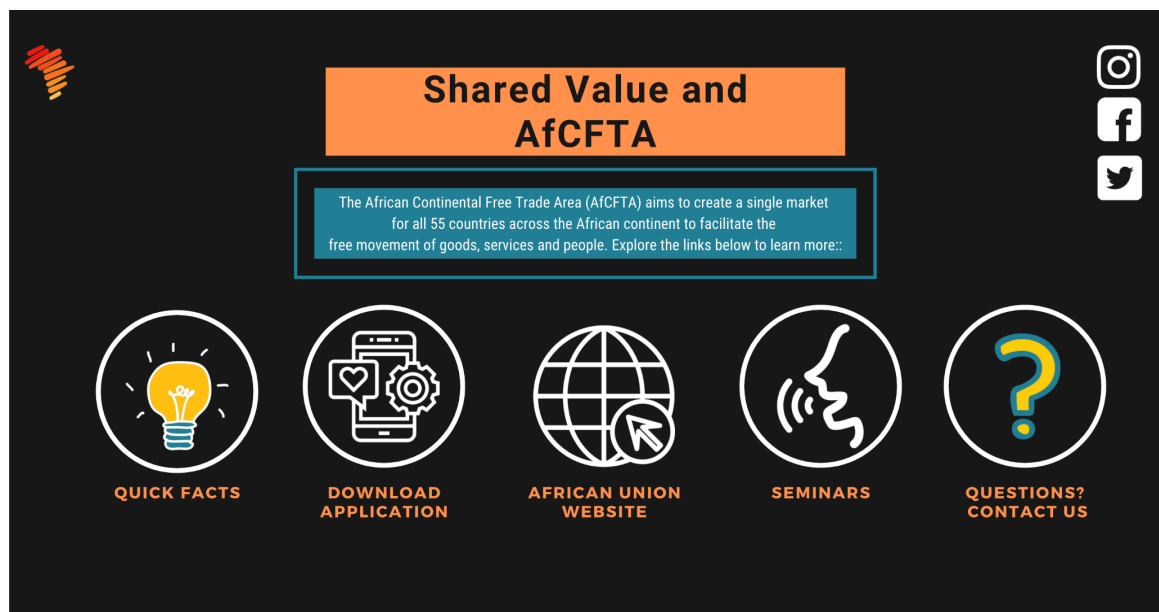 Shared Value and
AfCFTA
The African Continental Free Trade Area (AfCFTA) aims to create a single market
for all 55 countries across the African continent to facilitate the
free movement of goods, services and people. Explore the links below to learn more::
QUICK FACTS
DOWNLOAD
APPLICATION
AFRICAN UNION
WEBSITE
SEMINARS
QUESTIONS?
CONTACT US